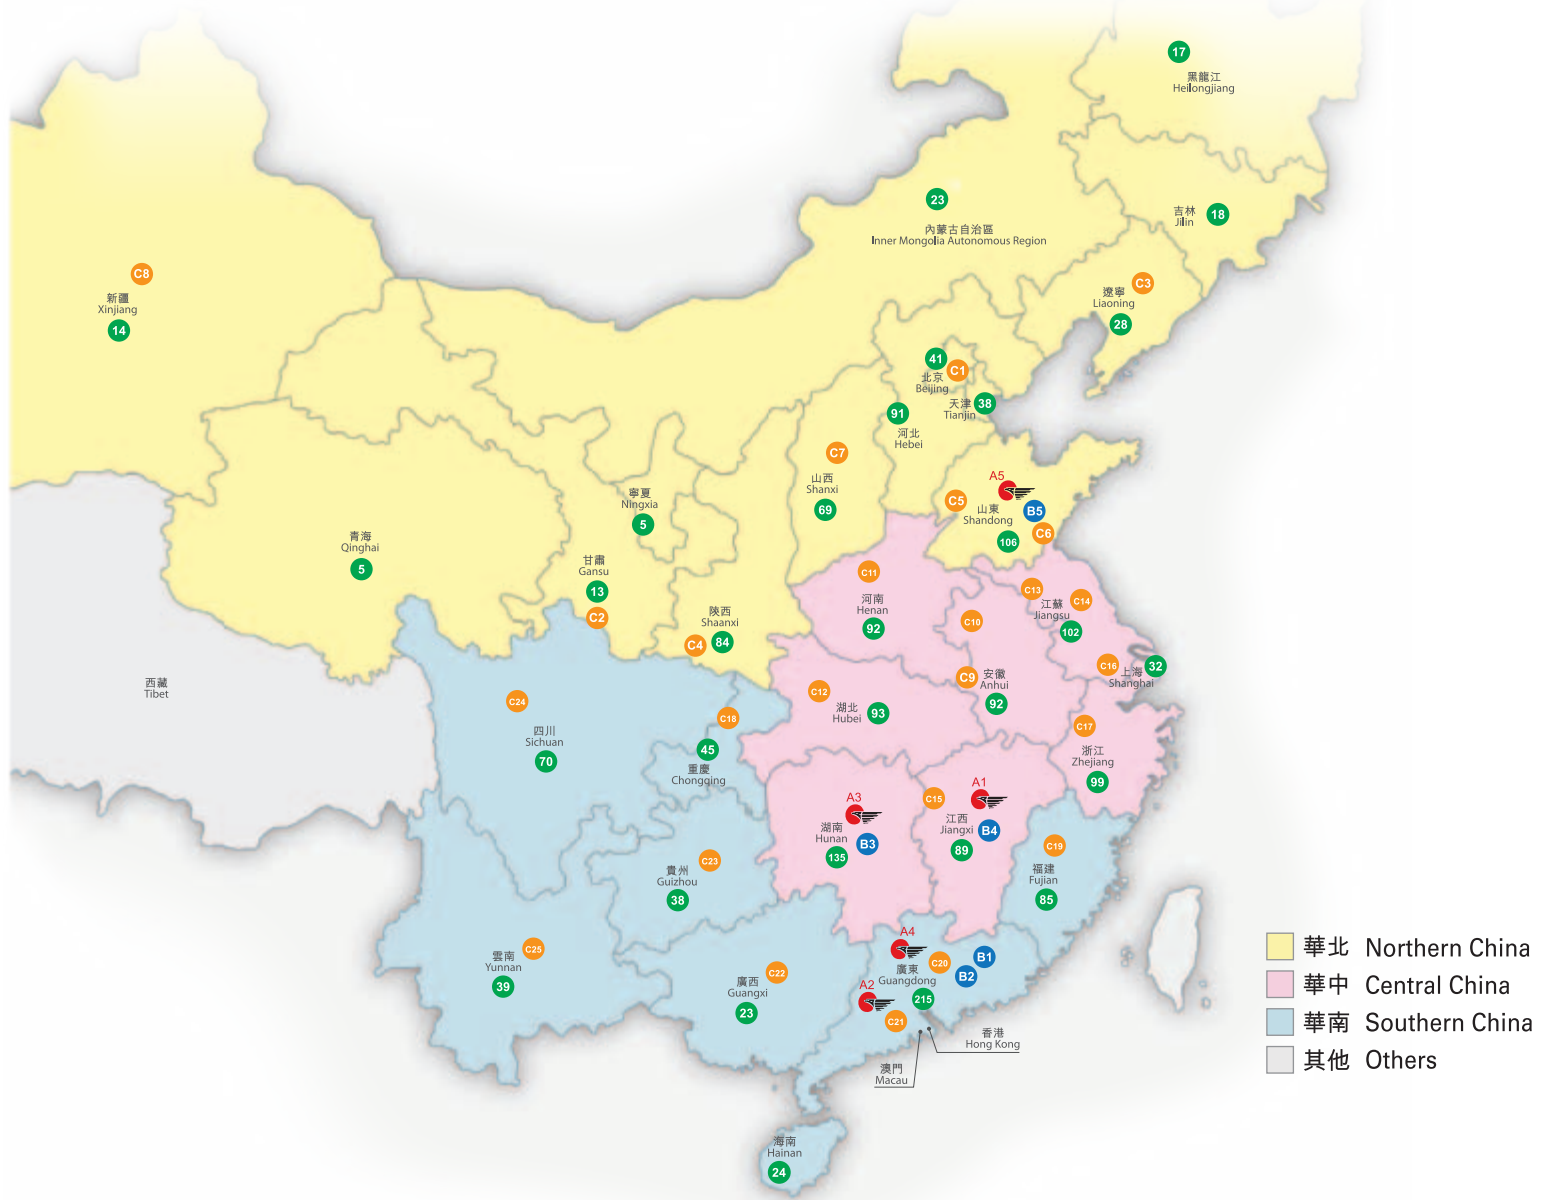 17
黑龍江
Heilongjiang
23
內蒙古自治區
Inner Mongolia Autonomous Region
吉林
Jilin
18
C8
新疆
Xinjiang
14
C3
遼寧
Liaoning
28
41
C1
北京
Beijing
天津
Tianjin
38
91
河北
Hebei
C7
山西
Shanxi
69
A5
C5
B5
山東
Shandong
C6
106
寧夏
Ningxia
5
青海
Qinghai
5
甘肅
Gansu
13
C2
陝西
Shaanxi
C4
84
C11
河南
Henan
92
C13
C14
江蘇
Jiangsu
102
C10
C16
上海
Shanghai
32
C9
安徽
Anhui
92
西藏
Tibet
C24
四川
Sichuan
70
C18
45
重慶
Chongqing
C12
湖北
Hubei
93
C17
浙江
Zhejiang
99
A3
湖南
Hunan
135
B3
A1
C15
江西
Jiangxi
B4
89
C19
福建
Fujian
85
C23
貴州
Guizhou
38
C25
雲南
Yunnan
39
C22
廣西
Guangxi
23
A4
C20
B1
B2
廣東
Guangdong
215
A2
C21
香港
Hong Kong
澳門
Macau
海南
Hainan
24
華北 Northern China
華中 Central China
華南 Southern China
其他 Others